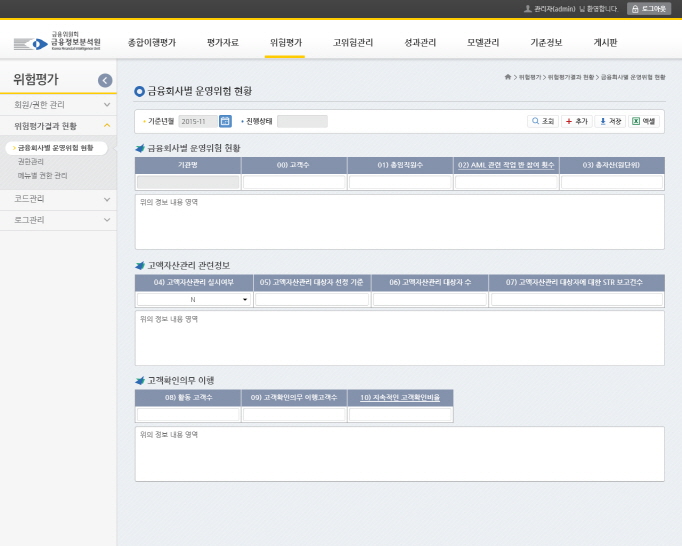 관리자(admin) 님 환영합니다
로그아웃
금융위원회
금융정보분석원
Korea Financial Intelligence Unit
종합이행평가
평가자료
위험평가
고위험관리
성과관리
모델관리
기준정보
게시판
위험평가
> 위험평가 > 위험평가결과 현황 > 금융회사별 운영위험 현황
회원/권한 관리
위험평가결과 현황
금융회사별 운영위험 현황
권한관리
메뉴별 권한 관리
코드관리
로그관리
금융회사별 운영위험 현황
기준년월 2015-11
진행상태
조회
추가
저장
엑셀
금융회사별 운영위험 현황
기관명
00) 고객수
01) 총임직원수
02) AML 관련 작업 반 참여 횟수
03) 총자산(원단위)
위의 정보 내용 영역
고액자산관리 관련정보
04) 고액자산관리 실시여부
05) 고액자산관리 대상자 선정 기준
06) 고액자산관리 대상자 수
07) 고액자산관리 대상자에 대한 STR 보고건수
N
위의 정보 내용 영역
고객확인의무 이행
08) 활동 고객수
09) 고객확인의무 이행고객수
10) 지속적인 고객확인비율
위의 정보 내용 영역